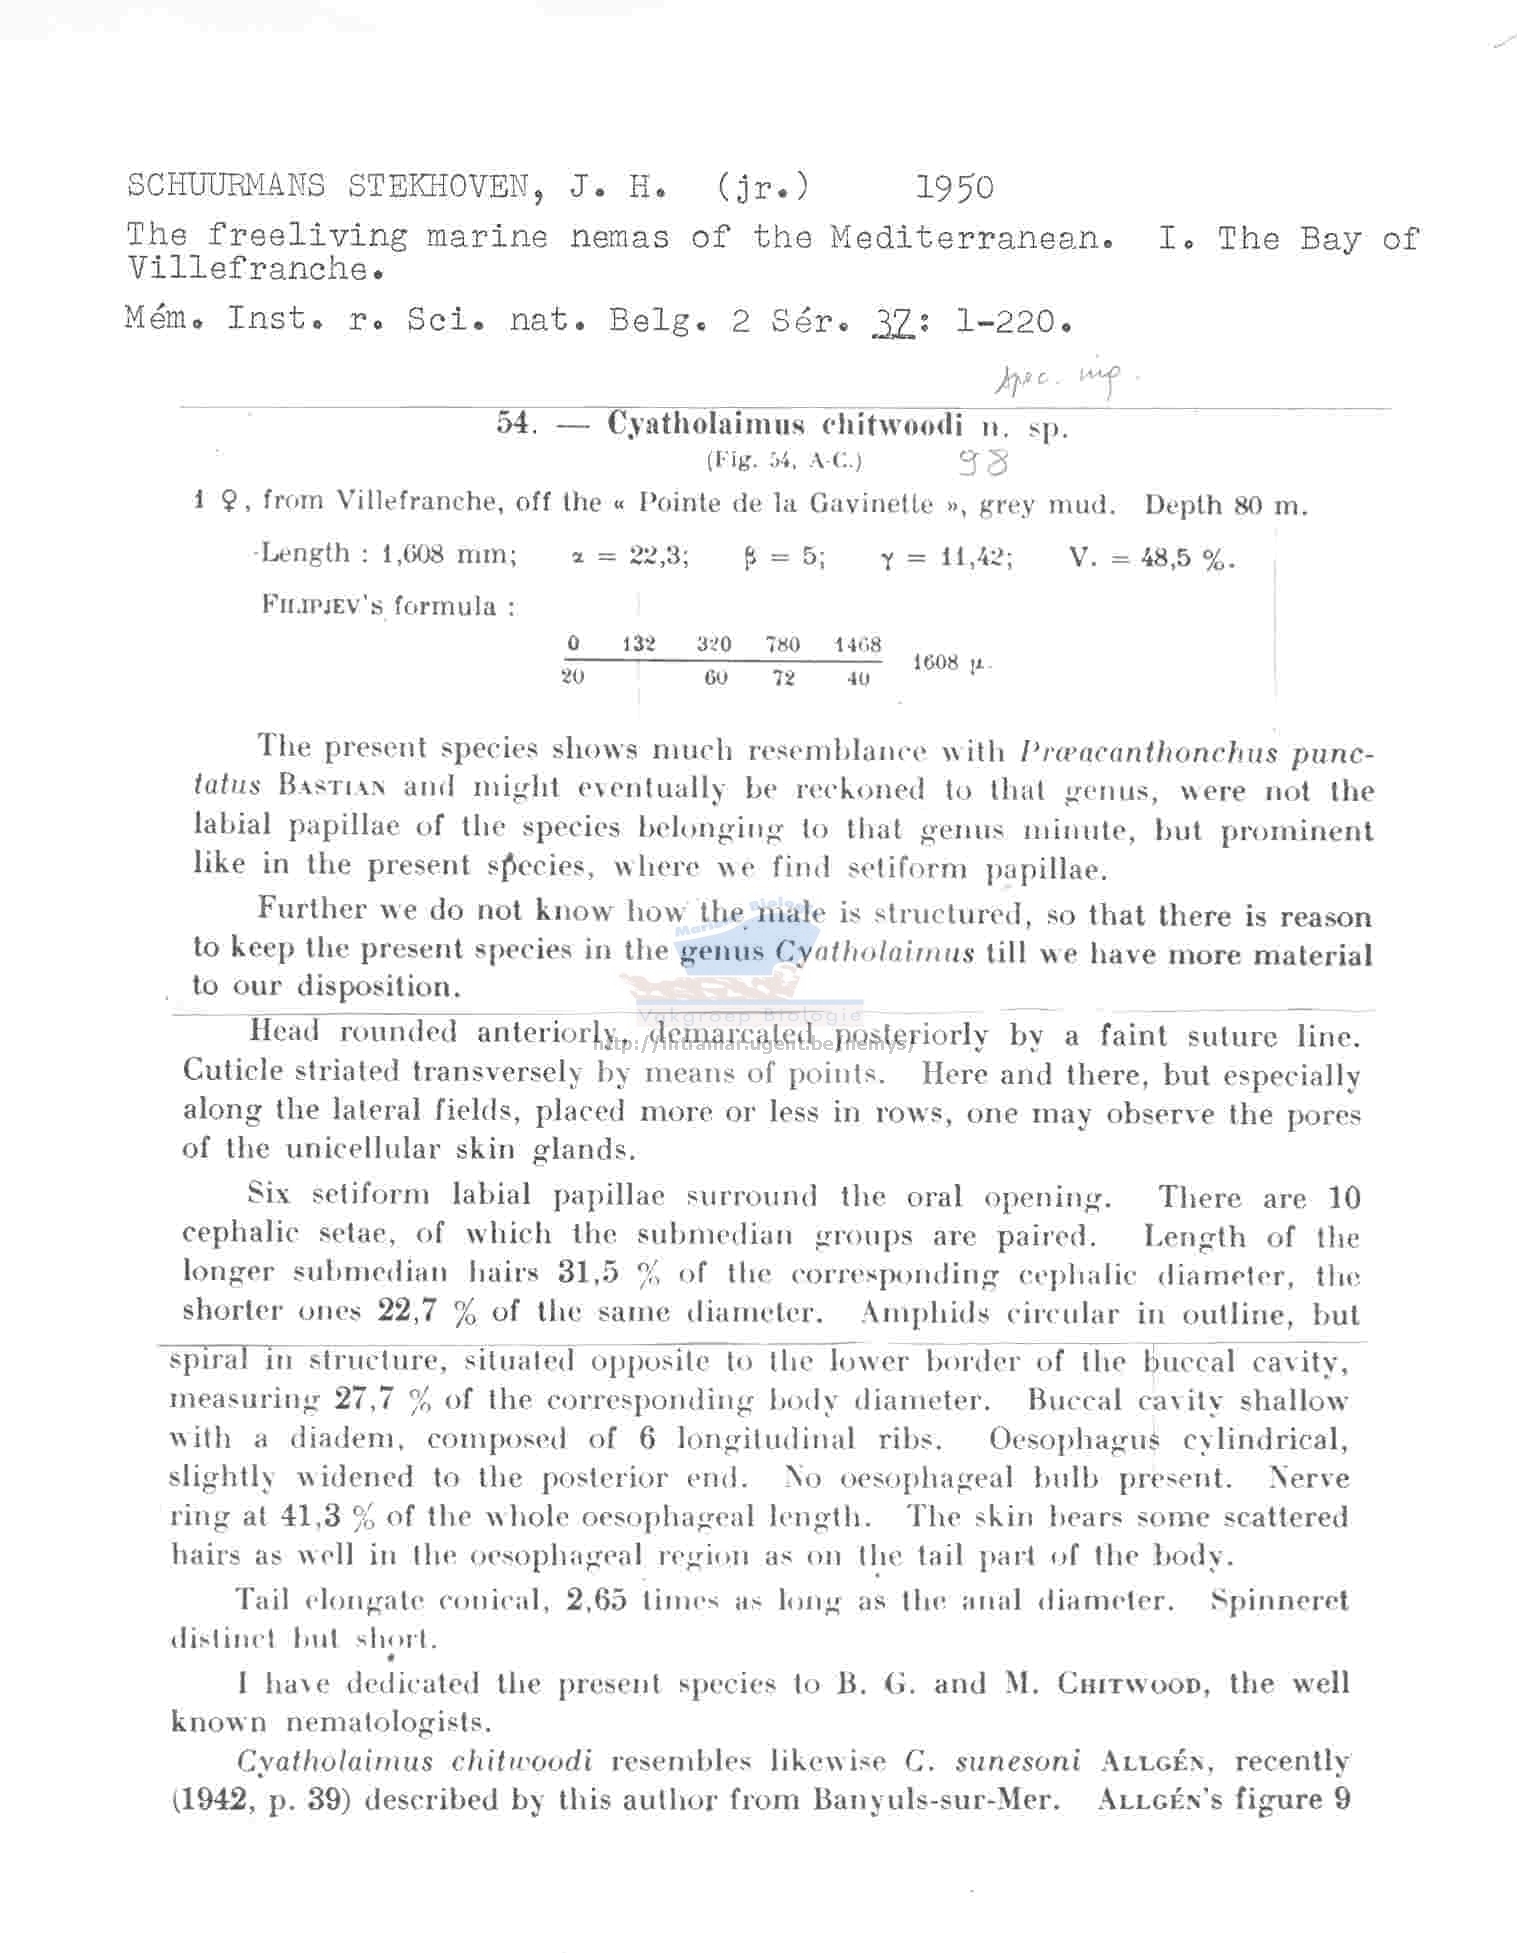 SCHUURMANS STEKHOVEN, J. H. (jr.) 1950
The freeliving marine nemas of the Mediterranean. I. The Bay of
Villefranche.
Mém. Inst. r. Sci. nat. Belg. 2 Sér. 37: 1-220.
spec. inq.
54. — Cyatholaimus chitwoodi n. sp.
(Fig. 54, A-C.) 98
1 ♀, from Villefranche, off the « Pointe de la Gavinette », grey mud. Depth 80 m.
Length : 1,608 mm; α = 22,3; β = 5; γ = 11,42; V. = 48,5 %.
FILIPJEV's formula :
0 132 320 780 1468
1608 μ.
20 60 72 40
The present species shows much resemblance with Præacanthonchus punc-
tatus BASTIAN and might eventually be reckoned to that genus, were not the
labial papillae of the species belonging to that genus minute, but prominent
like in the present species, where we find setiform papillae.
Further we do not know how the male is structured, so that there is reason
to keep the present species in the genus Cyatholaimus till we have more material
to our disposition.
Vakgroep Biologie
http://intramar.ugent.be/nemys/
Head rounded anteriorly, demarcated posteriorly by a faint suture line.
Cuticle striated transversely by means of points. Here and there, but especially
along the lateral fields, placed more or less in rows, one may observe the pores
of the unicellular skin glands.
Six setiform labial papillae surround the oral opening. There are 10
cephalic setae, of which the submedian groups are paired. Length of the
longer submedian hairs 31,5 % of the corresponding cephalic diameter, the
shorter ones 22,7 % of the same diameter. Amphids circular in outline, but
spiral in structure, situated opposite to the lower border of the buccal cavity,
measuring 27,7 % of the corresponding body diameter. Buccal cavity shallow
with a diadem, composed of 6 longitudinal ribs. Oesophagus cylindrical,
slightly widened to the posterior end. No oesophageal bulb present. Nerve
ring at 41,3 % of the whole oesophageal length. The skin bears some scattered
hairs as well in the oesophageal region as on the tail part of the body.
Tail elongate conical, 2,65 times as long as the anal diameter. Spinneret
distinct but short.
I have dedicated the present species to B. G. and M. CHITWOOD, the well
known nematologists.
Cyatholaimus chitwoodi resembles likewise C. sunesoni ALLGÉN, recently
(1942, p. 39) described by this author from Banyuls-sur-Mer. ALLGÉN's figure 9